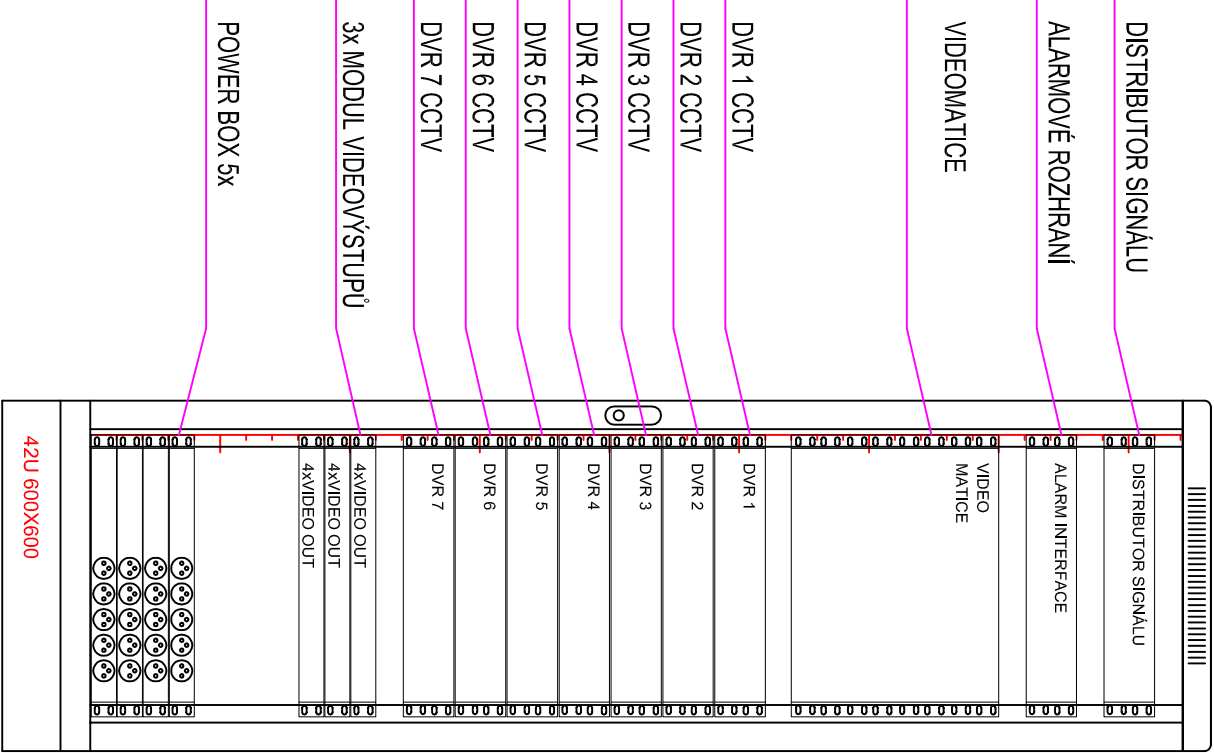 DISTRIBUTOR SIGNÁLU
ALARMOVÉ ROZHRANÍ
VIDEOMATICE
DVR 1 CCTV
DVR 2 CCTV
DVR 3 CCTV
DVR 4 CCTV
DVR 5 CCTV
DVR 6 CCTV
DVR 7 CCTV
3x MODUL VIDEOVÝSTUPŮ
POWER BOX 5x
DISTRIBUTOR SIGNÁLU
ALARM INTERFACE
VIDEO
MATICE
DVR 1
DVR 2
DVR 3
DVR 4
DVR 5
DVR 6
DVR 7
4xVIDEO OUT
4xVIDEO OUT
4xVIDEO OUT
42U 600X600